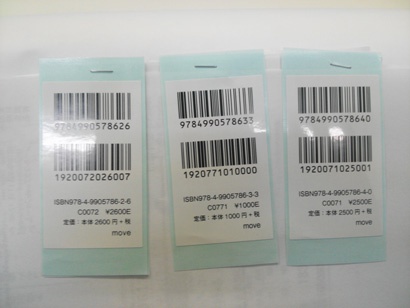 9784990578626
1920072026007
ISBN978-4-9905786-2-6
C0072 ¥2600E
定価：本体 2600 円＋税
move
9784990578633
1920771010000
ISBN978-4-9905786-3-3
C0771 ¥1000E
定価：本体 1000 円＋税
move
9784990578640
1920071025001
ISBN978-4-9905786-4-0
C0071 ¥2500E
定価：本体 2500 円＋税
move